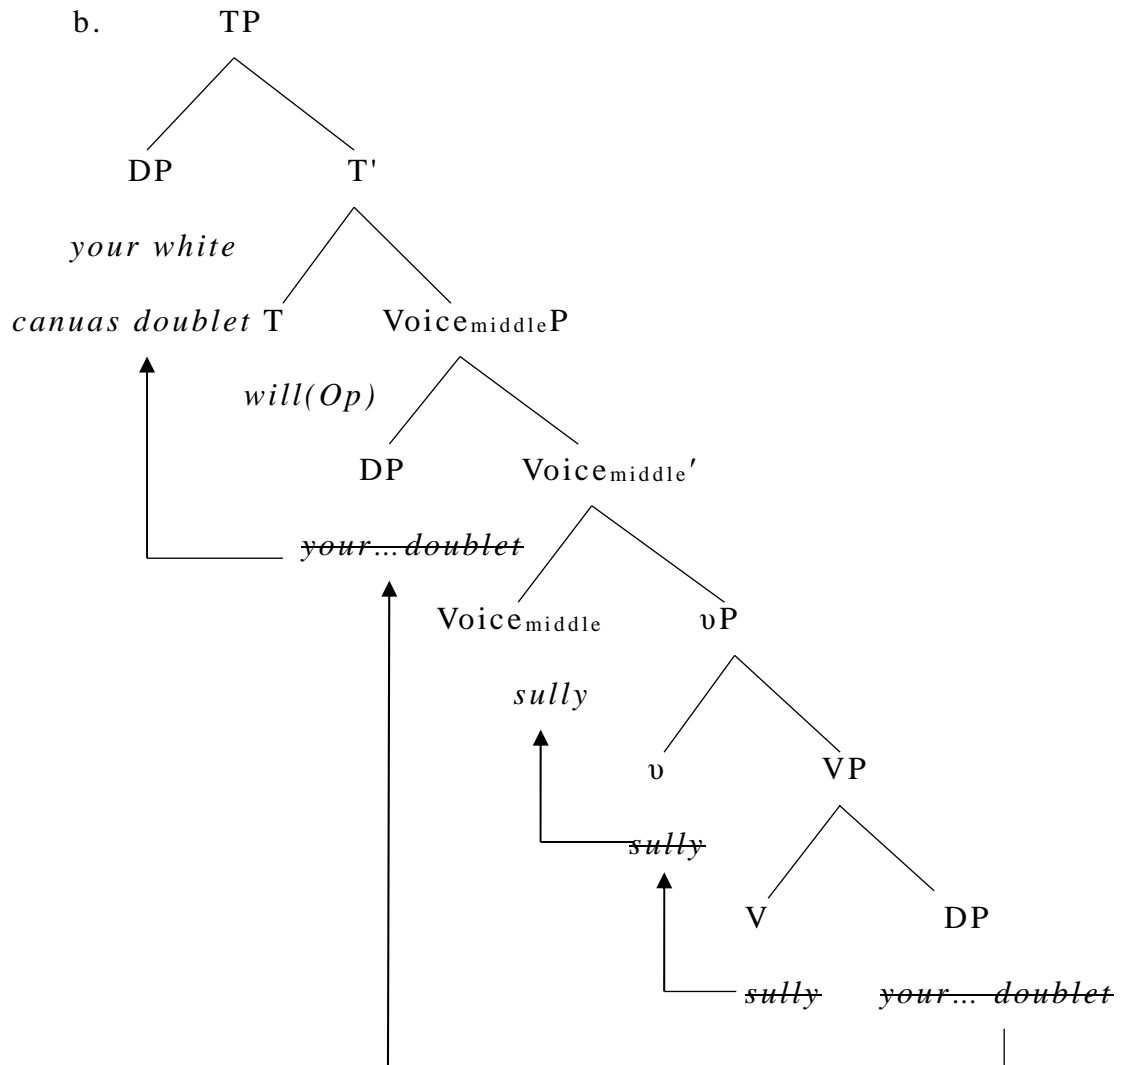 b. TP
DP T'
your white
canuas doublet T VoicemiddleP
will(Op)
DP Voicemiddle′
your... doublet
Voicemiddle υP
sully
υ VP
sully
V DP
sully your... doublet